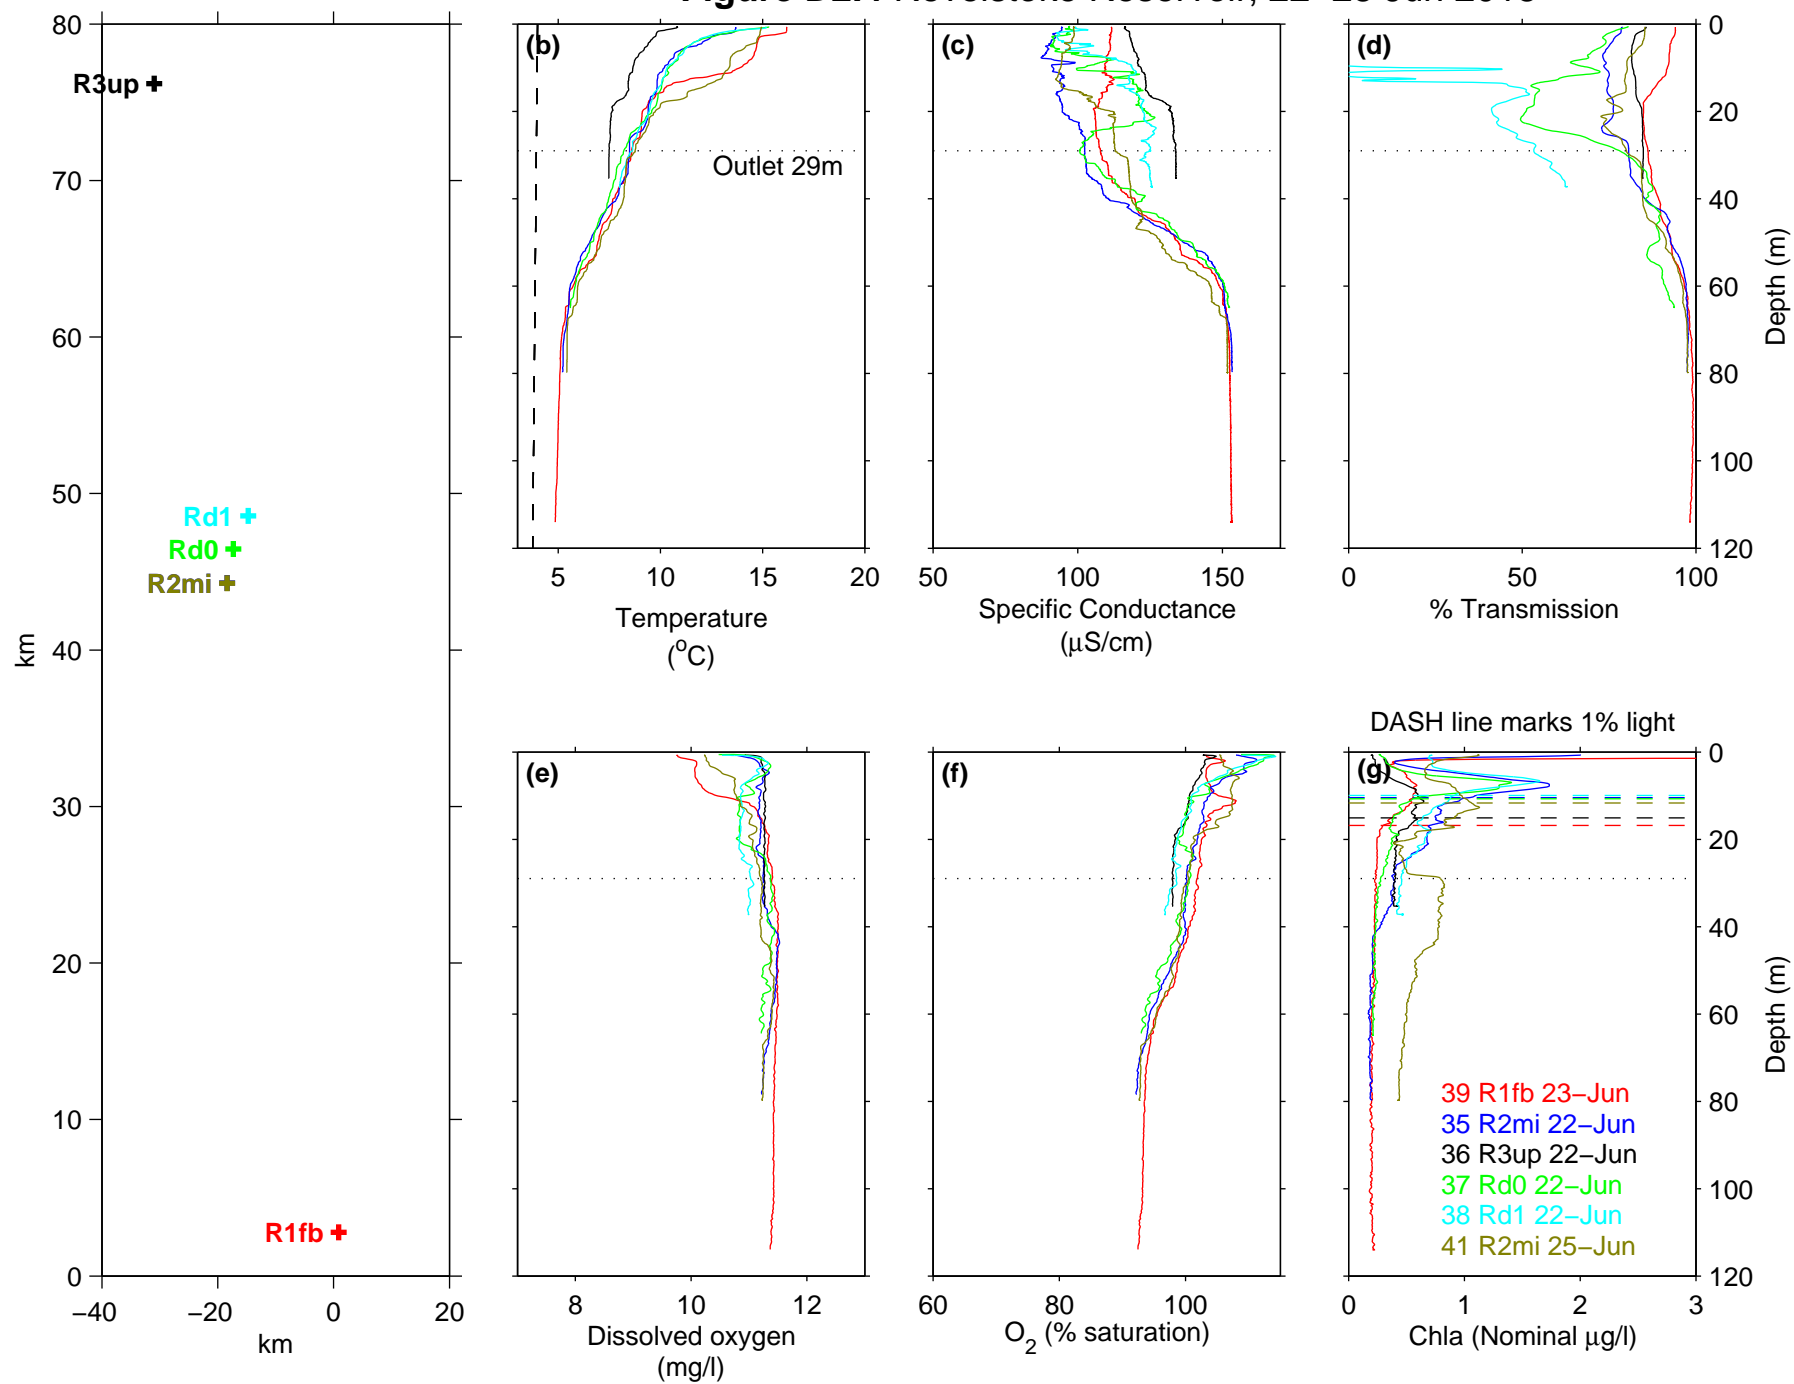 Figure Revelstoke Reservoir, Jun
80
70
60
50
40
30
20
10
0
km
−40
−20
0
20
km
R3up
Rd1
Rd0
R2mi
R1fb
(b)
Outlet 29m
5
10
15
20
Temperature
(°C)
(c)
50
100
150
Specific Conductance
(μS/cm)
(d)
0
50
100
% Transmission
0
20
40
60
80
100
120
Depth (m)
(e)
8
10
12
Dissolved oxygen
(mg/l)
(f)
60
80
100
O2 (% saturation)
DASH line marks 1% light
(g)
39 R1fb 23−Jun
35 R2mi 22−Jun
36 R3up 22−Jun
37 Rd0 22−Jun
38 Rd1 22−Jun
41 R2mi 25−Jun
0
1
2
3
Chla (Nominal μg/l)
0
20
40
60
80
100
120
Depth (m)